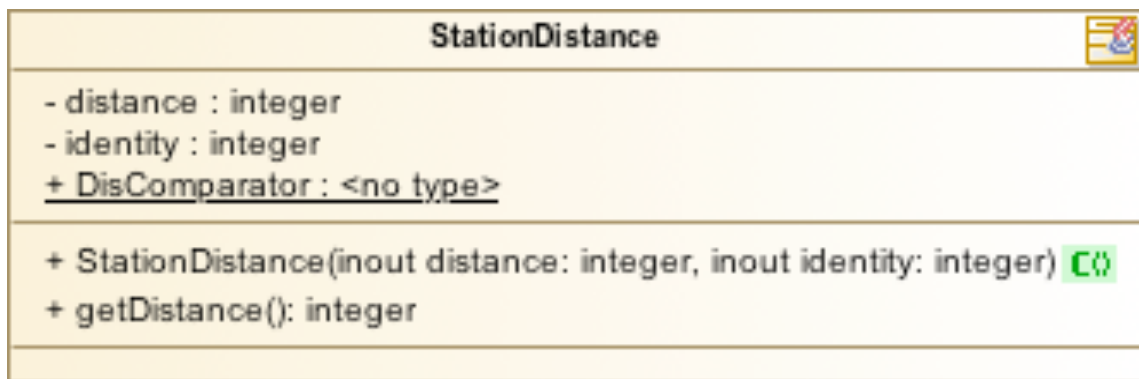 StationDistance
- distance : integer
- identity : integer
+ DisComparator : <no type>
+ StationDistance(inout distance: integer, inout identity: integer) C()
+ getDistance(): integer